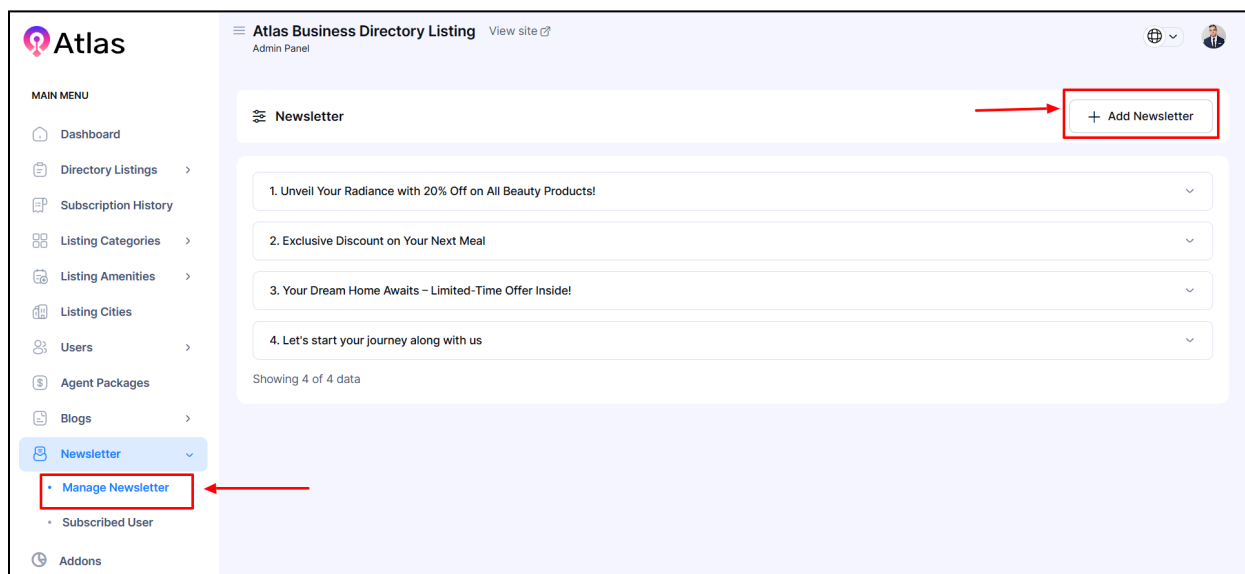 Atlas
Atlas Business Directory Listing View site
Admin Panel
MAIN MENU
Dashboard
Directory Listings
Subscription History
Listing Categories
Listing Amenities
Listing Cities
Users
Agent Packages
Blogs
Newsletter
Manage Newsletter
Subscribed User
Addons
Newsletter
+ Add Newsletter
1. Unveil Your Radiance with 20% Off on All Beauty Products!
2. Exclusive Discount on Your Next Meal
3. Your Dream Home Awaits – Limited-Time Offer Inside!
4. Let's start your journey along with us
Showing 4 of 4 data